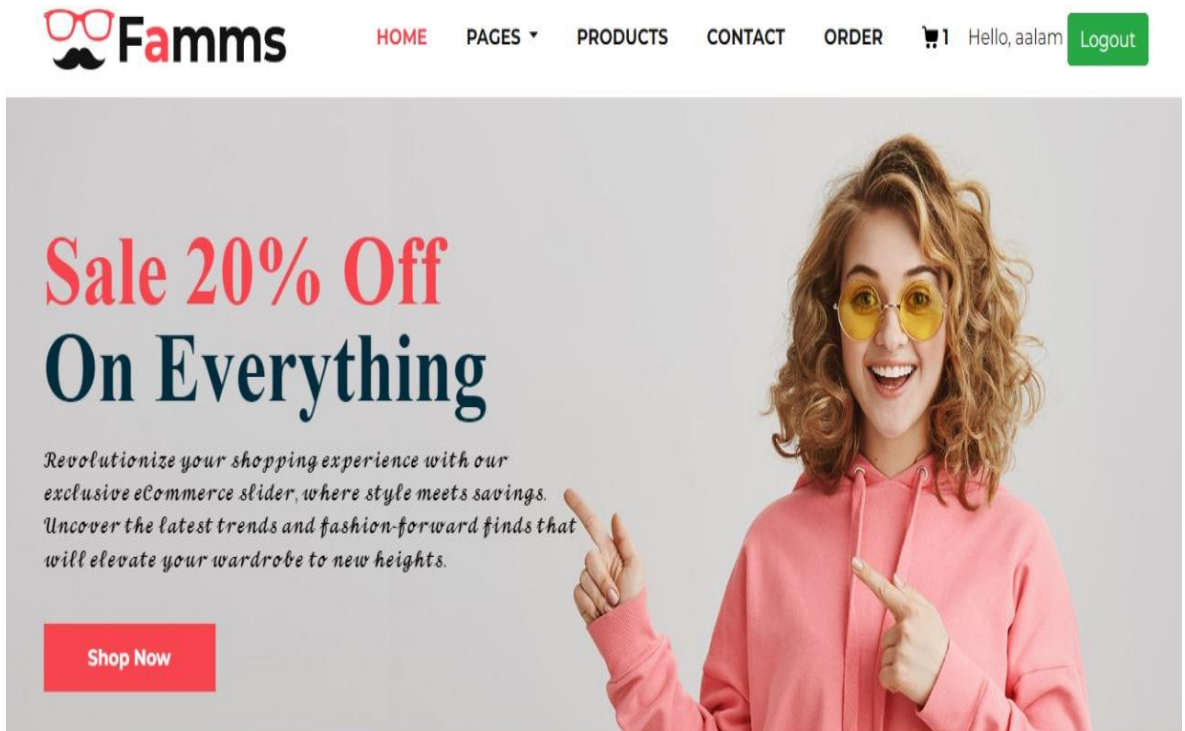 Famms
HOME PAGES PRODUCTS CONTACT ORDER 1 Hello, aalam Logout
Sale 20% Off
On Everything
Revolutionize your shopping experience with our
exclusive eCommerce slider, where style meets savings.
Uncover the latest trends and fashion-forward finds that
will elevate your wardrobe to new heights.
Shop Now